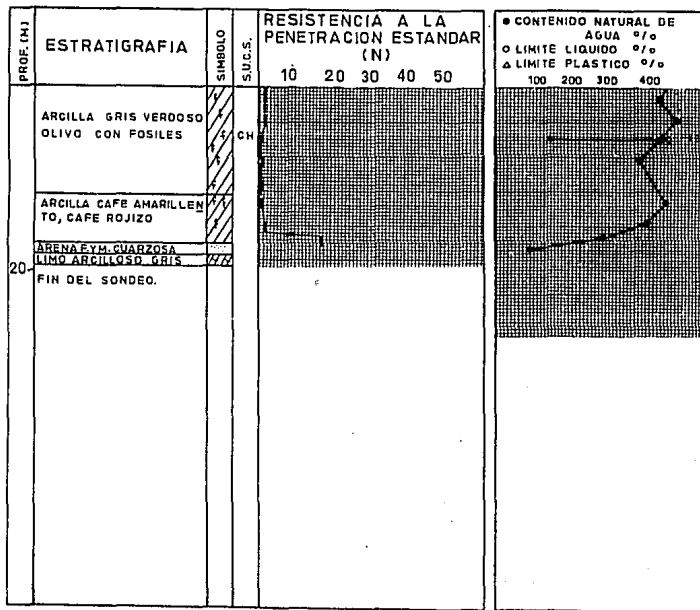 PROF. (M)
ESTRATIGRAFIA
SIMBOLO
S.U.C.S.
RESISTENCIA A LA
PENETRACION ESTANDAR
(N)
10 20 30 40 50
● CONTENIDO NATURAL DE
AGUA º/o
○ LIMITE LIQUIDO º/o
△ LIMITE PLASTICO º/o
100 200 300 400
ARCILLA GRIS VERDOSO
OLIVO CON FOSILES
CH
ARCILLA CAFE AMARILLEN
TO, CAFE ROJIZO
ARENA F.Y M. CUARZOSA
LIMO ARCILLOSO GRIS
20
FIN DEL SONDEO.